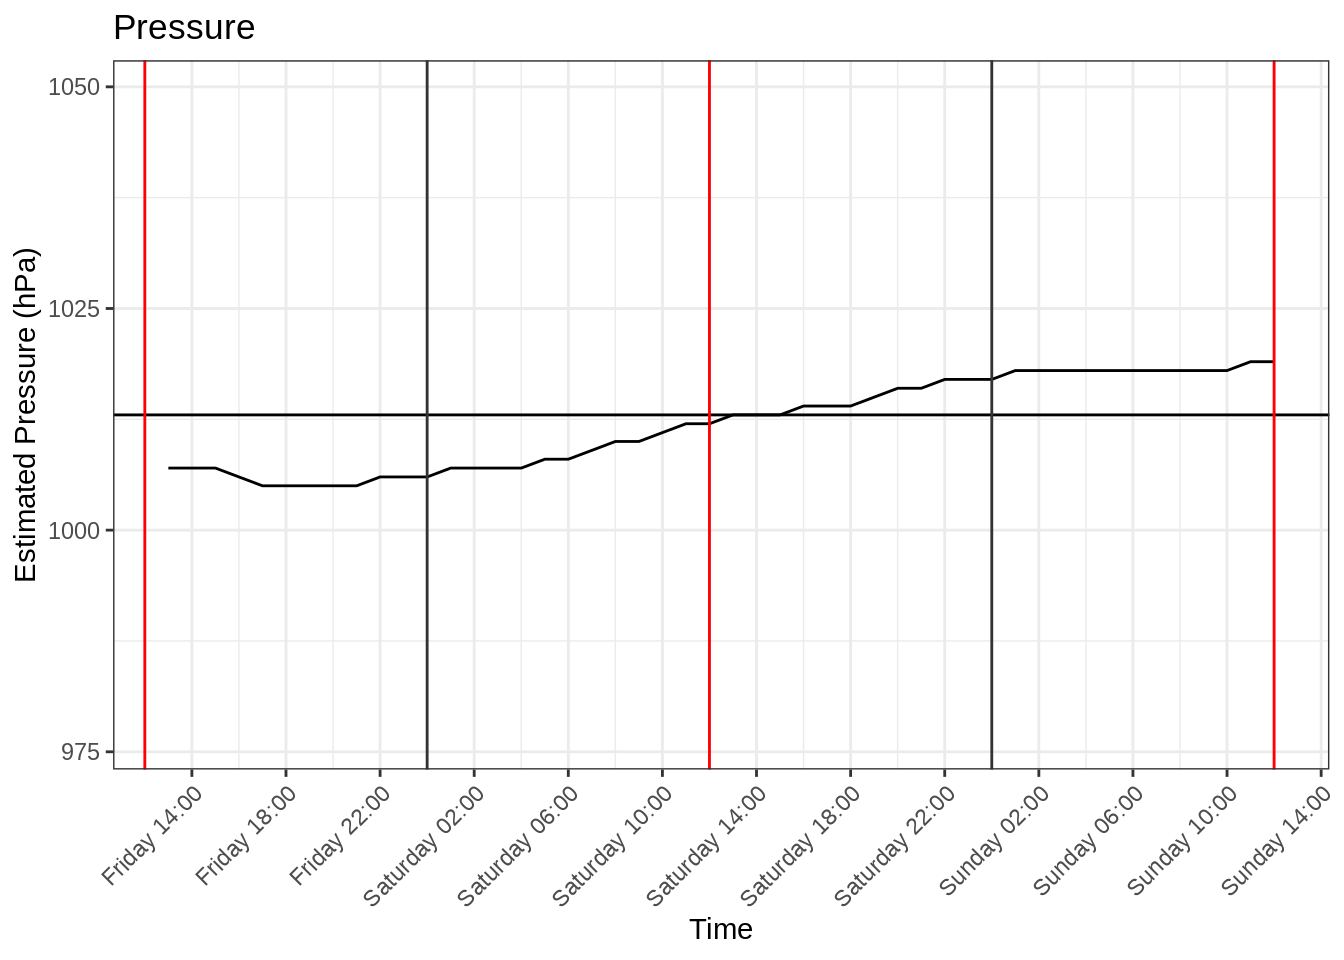 Pressure
Estimated Pressure (hPa)
1050
1025
1000
975
Friday 14:00
Friday 18:00
Friday 22:00
Saturday 02:00
Saturday 06:00
Saturday 10:00
Saturday 14:00
Saturday 18:00
Saturday 22:00
Sunday 02:00
Sunday 06:00
Sunday 10:00
Sunday 14:00
Time